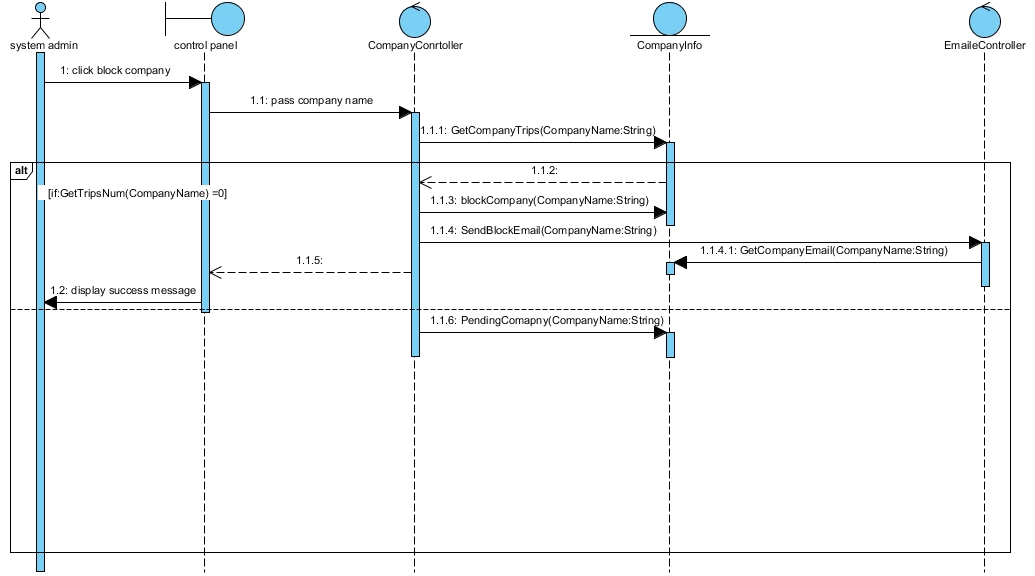 system admin
control panel
CompanyConrtoller
CompanyInfo
EmaileController
1: click block company
1.1: pass company name
1.1.1: GetCompanyTrips(CompanyName:String)
alt
1.1.2:
[if:GetTripsNum(CompanyName) =0]
1.1.3: blockCompany(CompanyName:String)
1.1.4: SendBlockEmail(CompanyName:String)
1.1.4.1: GetCompanyEmail(CompanyName:String)
1.1.5:
1.2: display success message
1.1.6: PendingComapny(CompanyName:String)